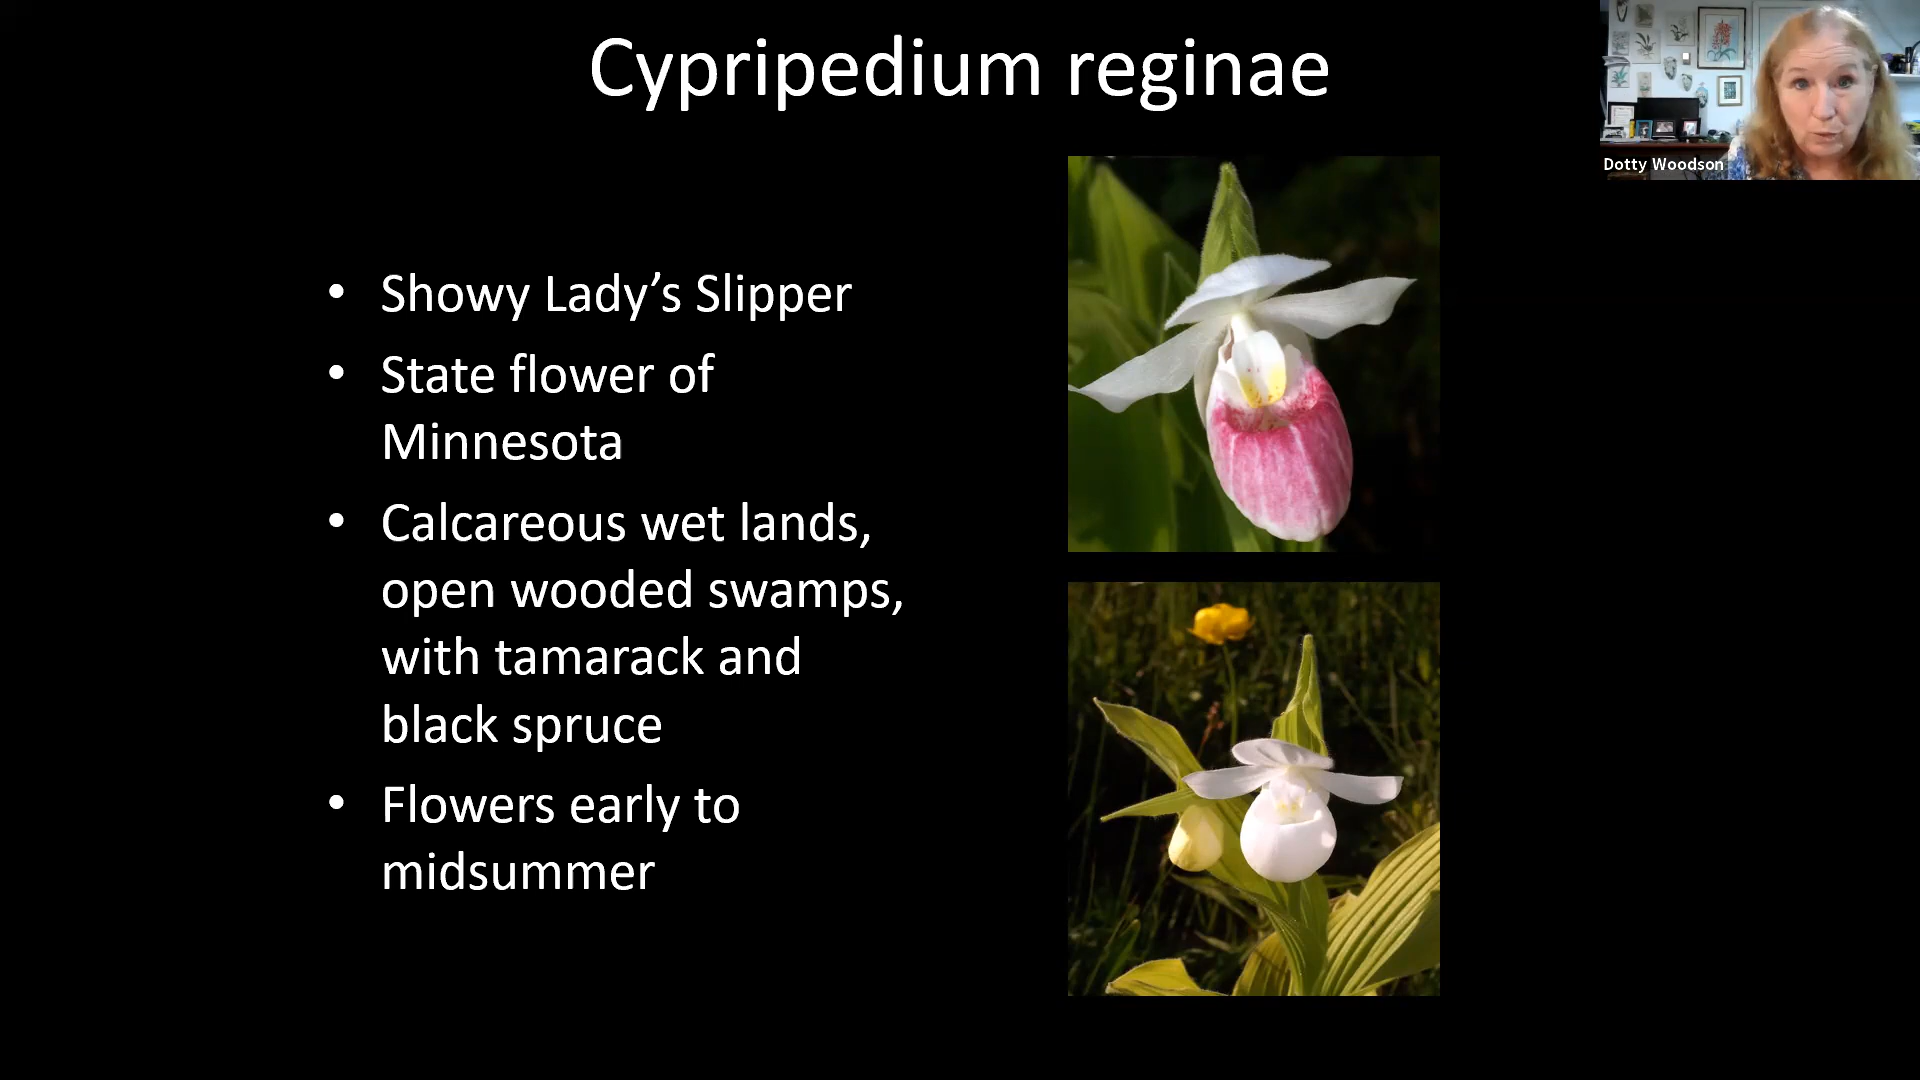 Cypripedium reginae
Dotty Woodson
• Showy Lady’s Slipper
• State flower of
Minnesota
• Calcareous wet lands,
open wooded swamps,
with tamarack and
black spruce
• Flowers early to
midsummer